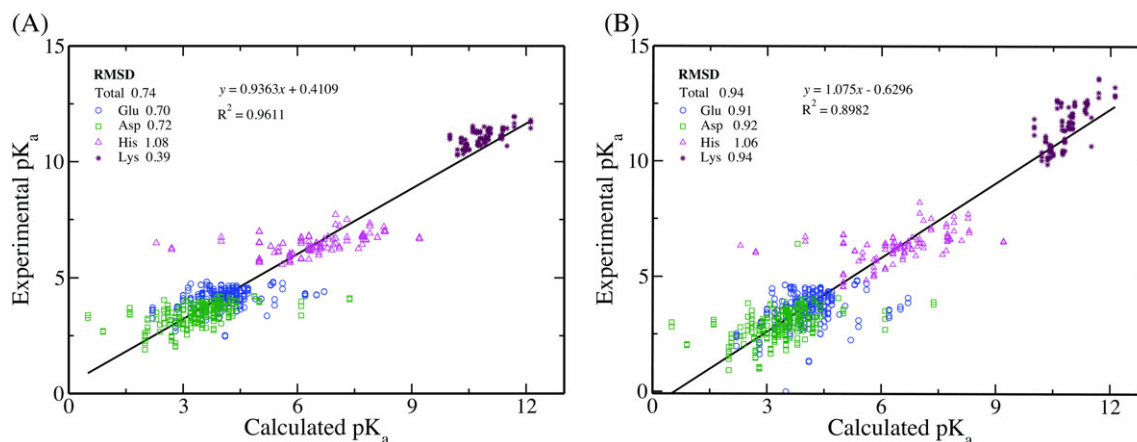 (A)
15
10
5
0
0
3
6
9
12
Experimental pKₐ
Calculated pKₐ
RMSD
Total 0.74
Glu 0.70
Asp 0.72
His 1.08
Lys 0.39
y = 0.9363x + 0.4109
R² = 0.9611
(B)
15
10
5
0
0
3
6
9
12
Experimental pKₐ
Calculated pKₐ
RMSD
Total 0.94
Glu 0.91
Asp 0.92
His 1.06
Lys 0.94
y = 1.075x - 0.6296
R² = 0.8982